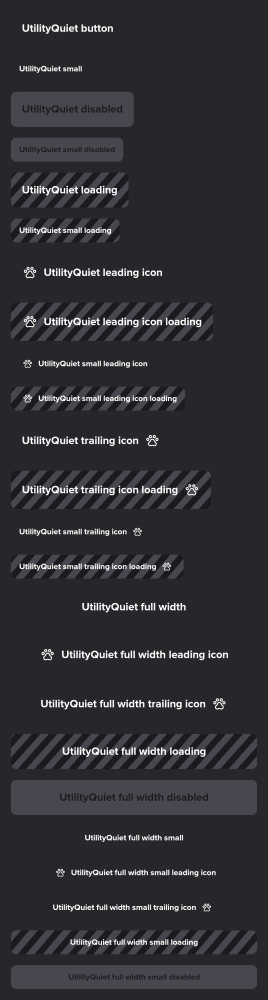 UtilityQuiet button
UtilityQuiet small
UtilityQuiet disabled
UtilityQuiet small disabled
UtilityQuiet loading
UtilityQuiet small loading
UtilityQuiet leading icon
UtilityQuiet leading icon loading
UtilityQuiet small leading icon
UtilityQuiet small leading icon loading
UtilityQuiet trailing icon
UtilityQuiet trailing icon loading
UtilityQuiet small trailing icon
UtilityQuiet small trailing icon loading
UtilityQuiet full width
UtilityQuiet full width leading icon
UtilityQuiet full width trailing icon
UtilityQuiet full width loading
UtilityQuiet full width disabled
UtilityQuiet full width small
UtilityQuiet full width small leading icon
UtilityQuiet full width small trailing icon
UtilityQuiet full width small loading
UtilityQuiet full width small disabled